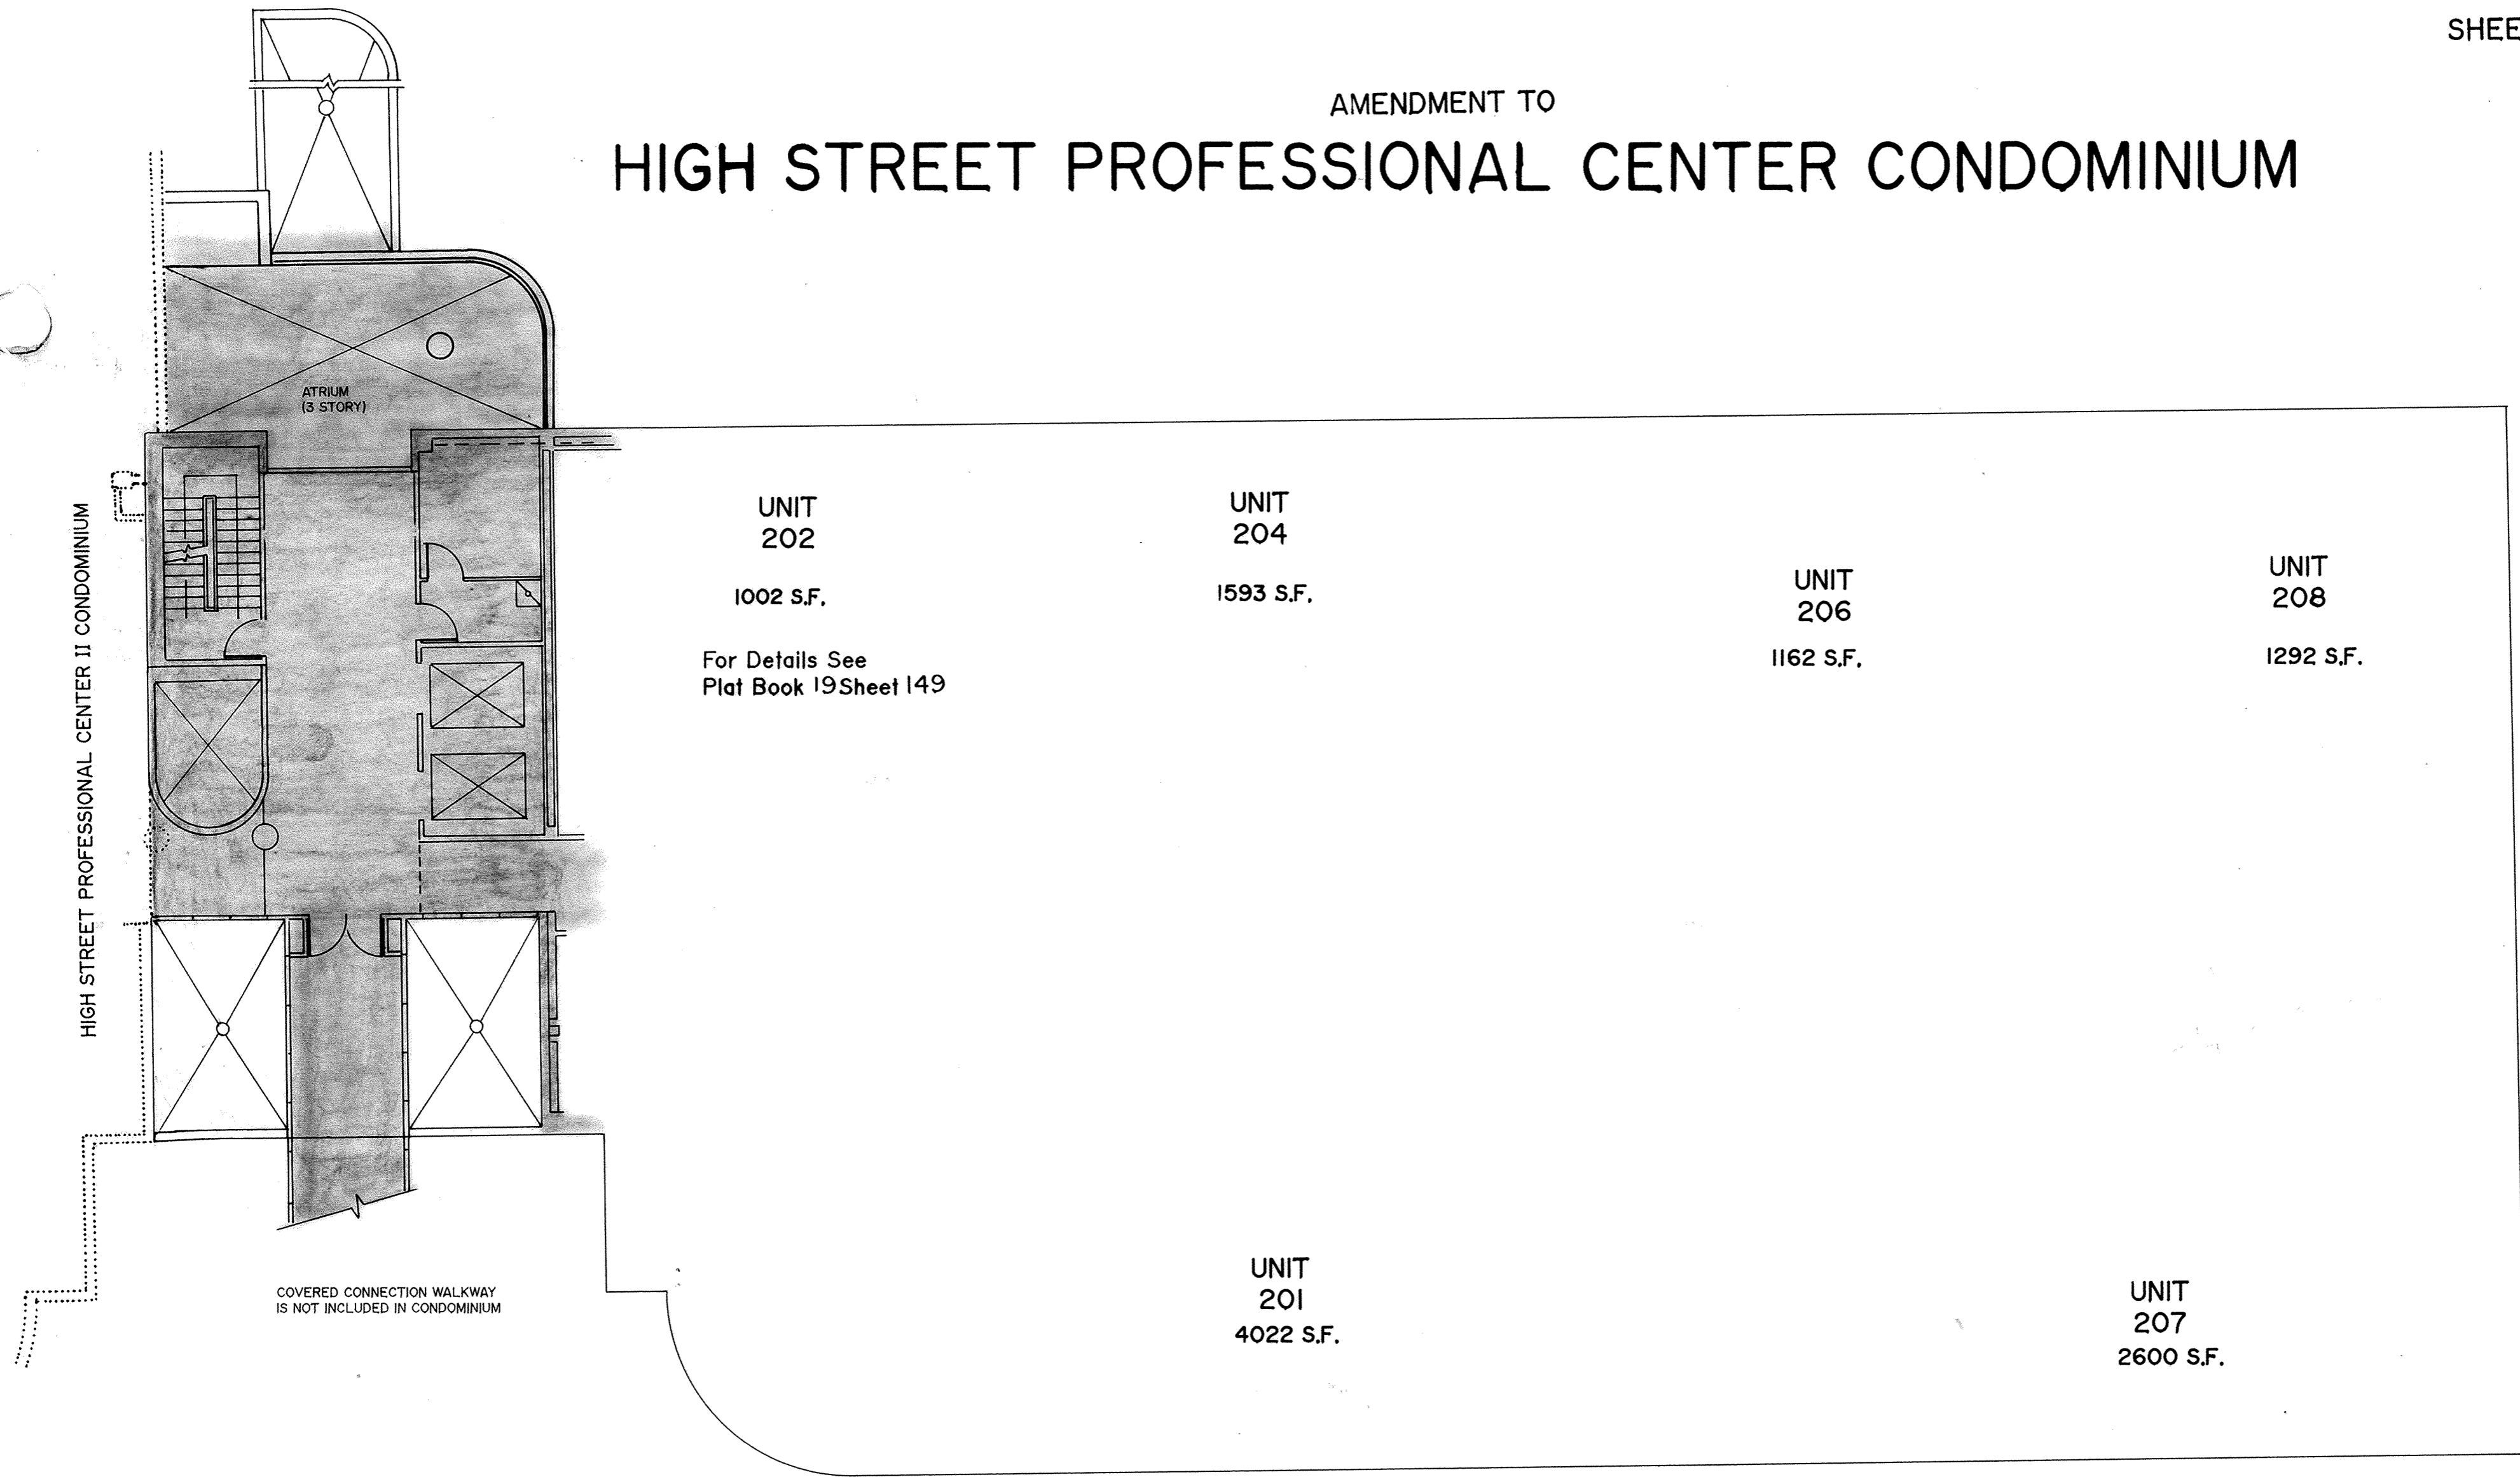 SHEE
AMENDMENT TO
HIGH STREET PROFESSIONAL CENTER CONDOMINIUM
ATRIUM
(3 STORY)
HIGH STREET PROFESSIONAL CENTER II CONDOMINIUM
UNIT
202
1002 S.F.
For Details See
Plat Book 19 Sheet 149
UNIT
204
1593 S.F.
UNIT
206
1162 S.F.
UNIT
208
1292 S.F.
COVERED CONNECTION WALKWAY
IS NOT INCLUDED IN CONDOMINIUM
UNIT
201
4022 S.F.
UNIT
207
2600 S.F.